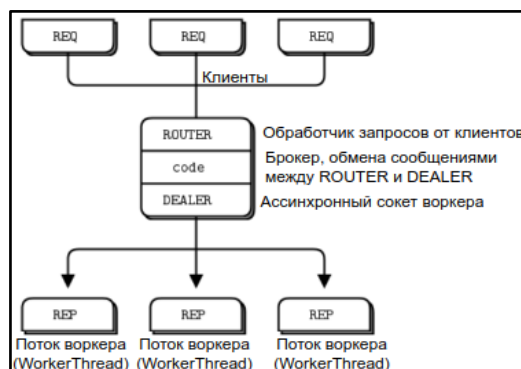 REQ
REQ
REQ
Клиенты
ROUTER
Обработчик запросов от клиентов
code
Брокер, обмена сообщениями
между ROUTER и DEALER
DEALER
Ассинхронный сокет воркера
REP
REP
REP
Поток воркера
(WorkerThread)
Поток воркера
(WorkerThread)
Поток воркера
(WorkerThread)